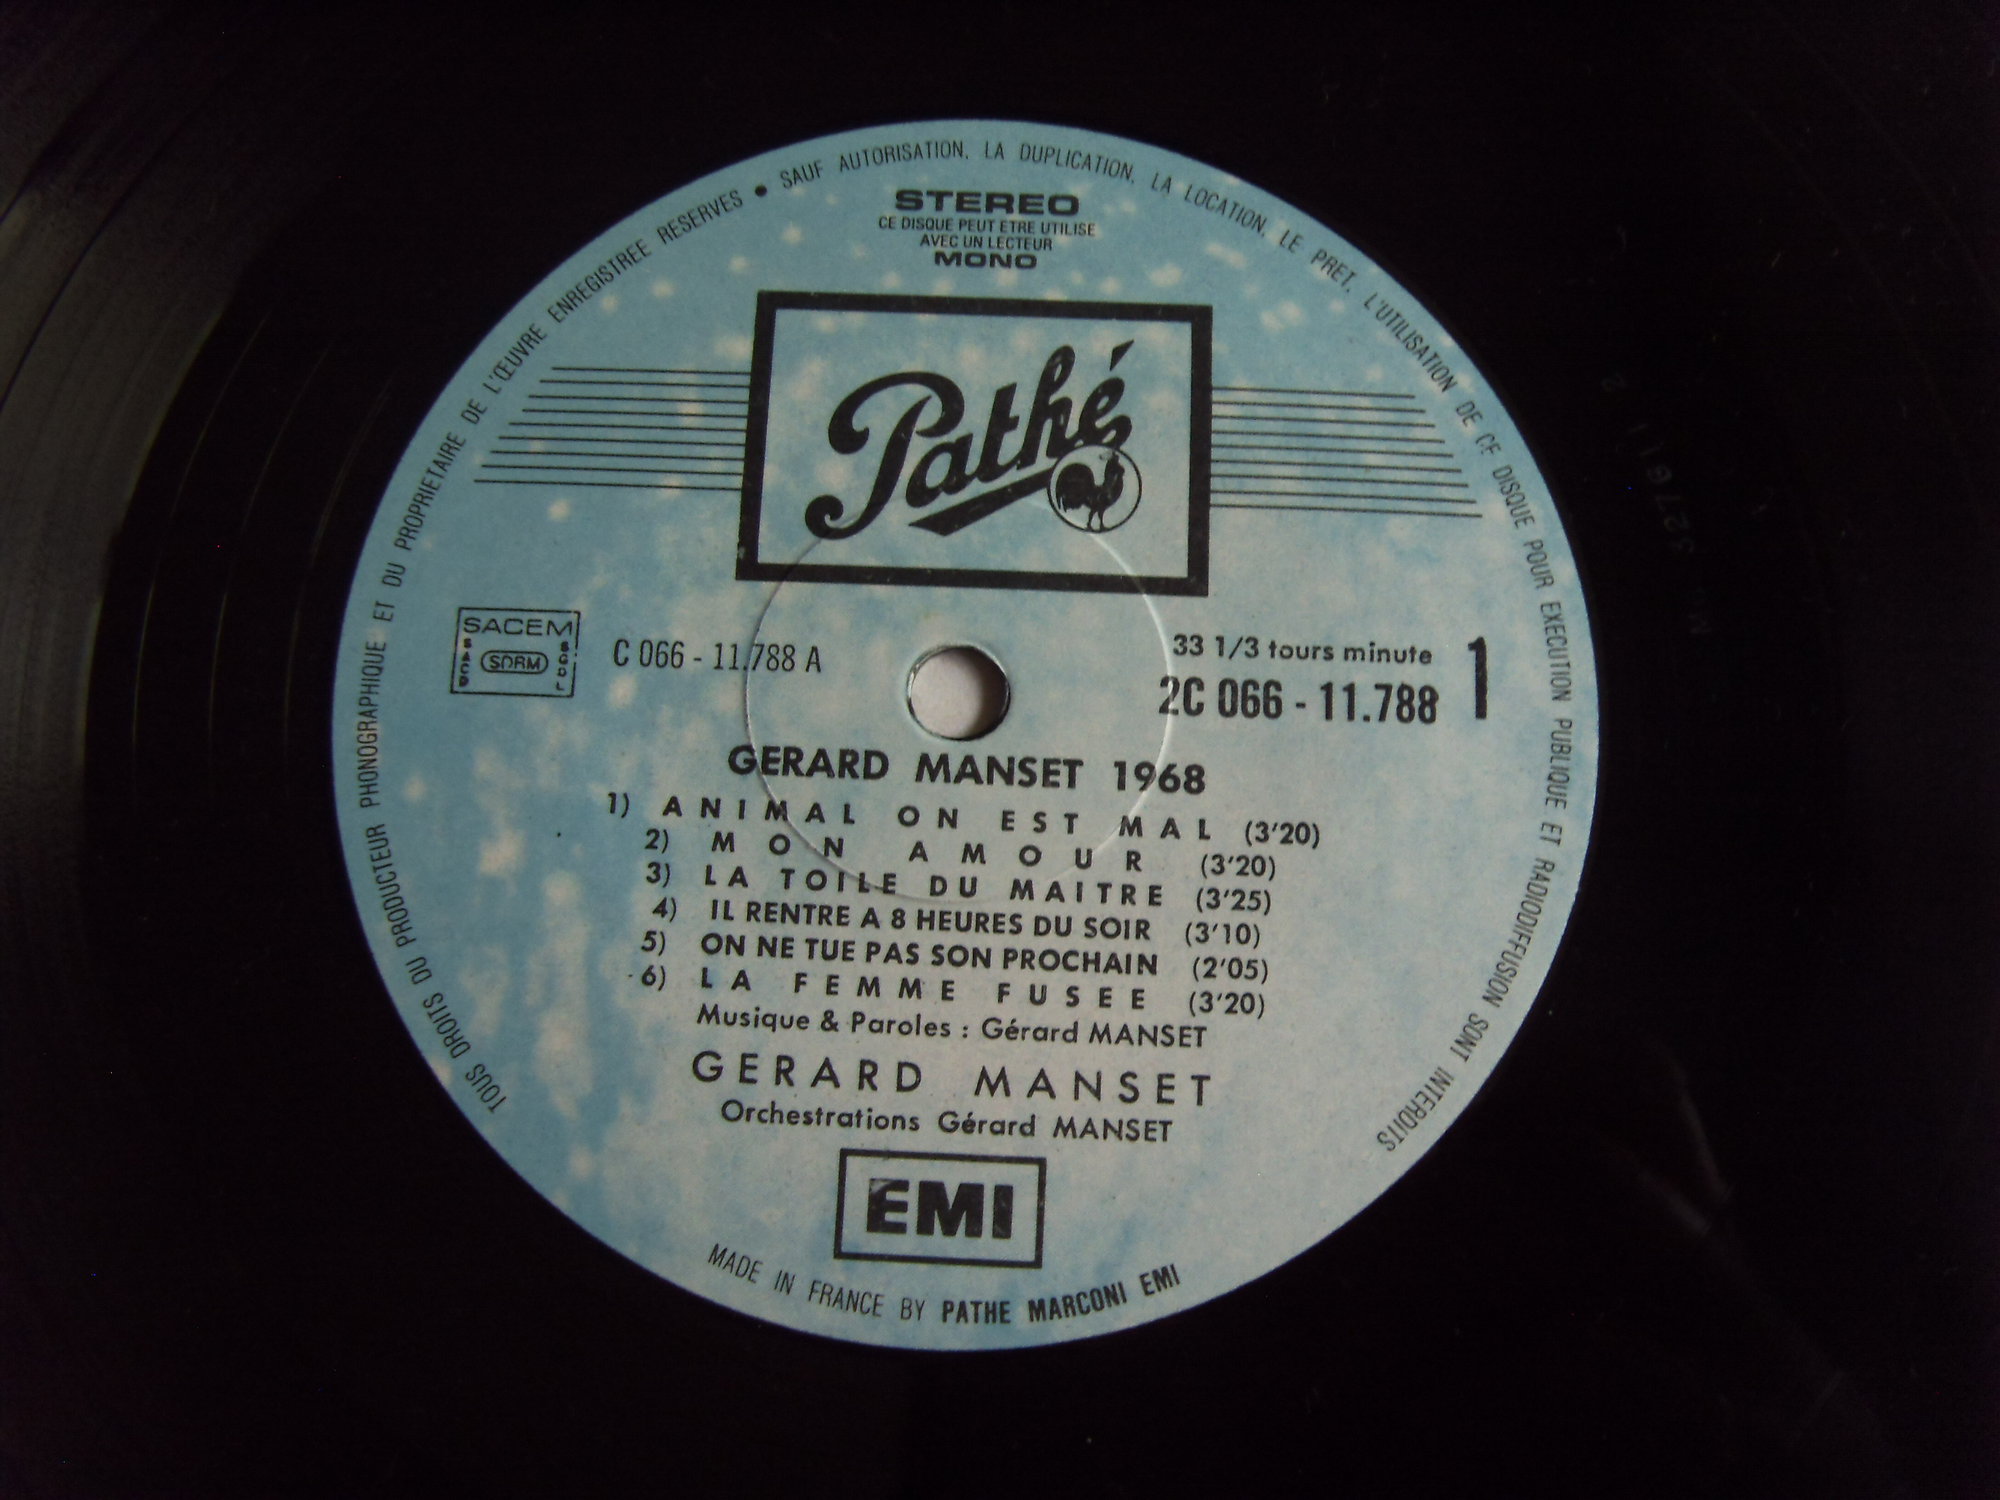 TOUS DROITS DU PRODUCTEUR PHONOGRAPHIQUE ET DU PROPRIETAIRE DE L'ŒUVRE ENREGISTREE RESERVES • SAUF AUTORISATION, LA DUPLICATION, LA LOCATION, LE PRET, L'UTILISATION DE CE DISQUE POUR EXECUTION PUBLIQUE ET RADIODIFFUSION SONT INTERDITS
STEREO
CE DISQUE PEUT ETRE UTILISE
AVEC UN LECTEUR
MONO
Pathé
SACEM
SACD
SDRM
SGDL
C 066 - 11.788 A
33 1/3 tours minute
2C 066 - 11.788
1
GERARD MANSET 1968
1) ANIMAL ON EST MAL (3'20)
2) MON AMOUR (3'20)
3) LA TOILE DU MAITRE (3'25)
4) IL RENTRE A 8 HEURES DU SOIR (3'10)
5) ON NE TUE PAS SON PROCHAIN (2'05)
6) LA FEMME FUSEE (3'20)
Musique & Paroles : Gérard MANSET
GERARD MANSET
Orchestrations Gérard MANSET
EMI
MADE IN FRANCE BY PATHE MARCONI EMI